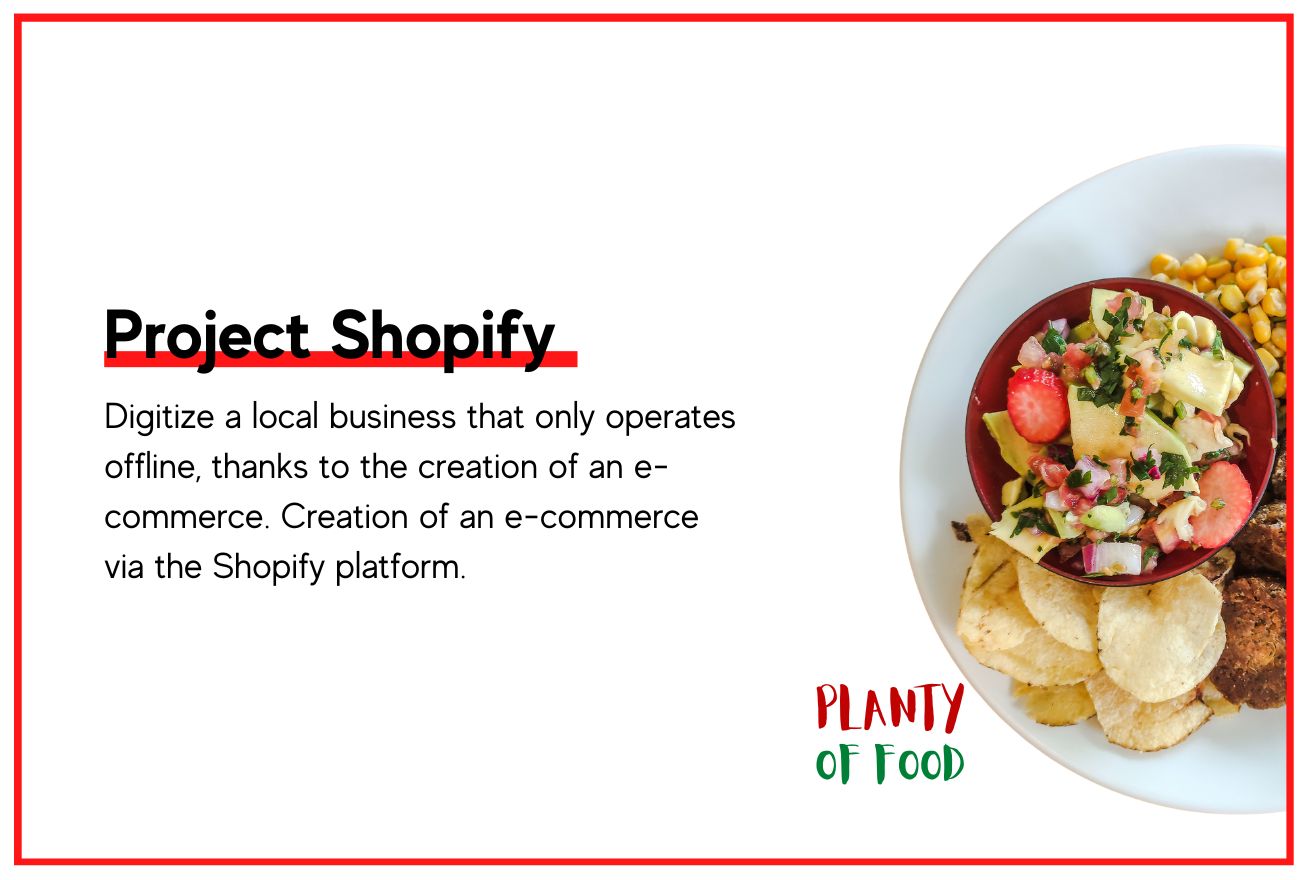 Project Shopify
Digitize a local business that only operates
offline, thanks to the creation of an e-
commerce. Creation of an e-commerce
via the Shopify platform.
PLANTY
OF FOOD